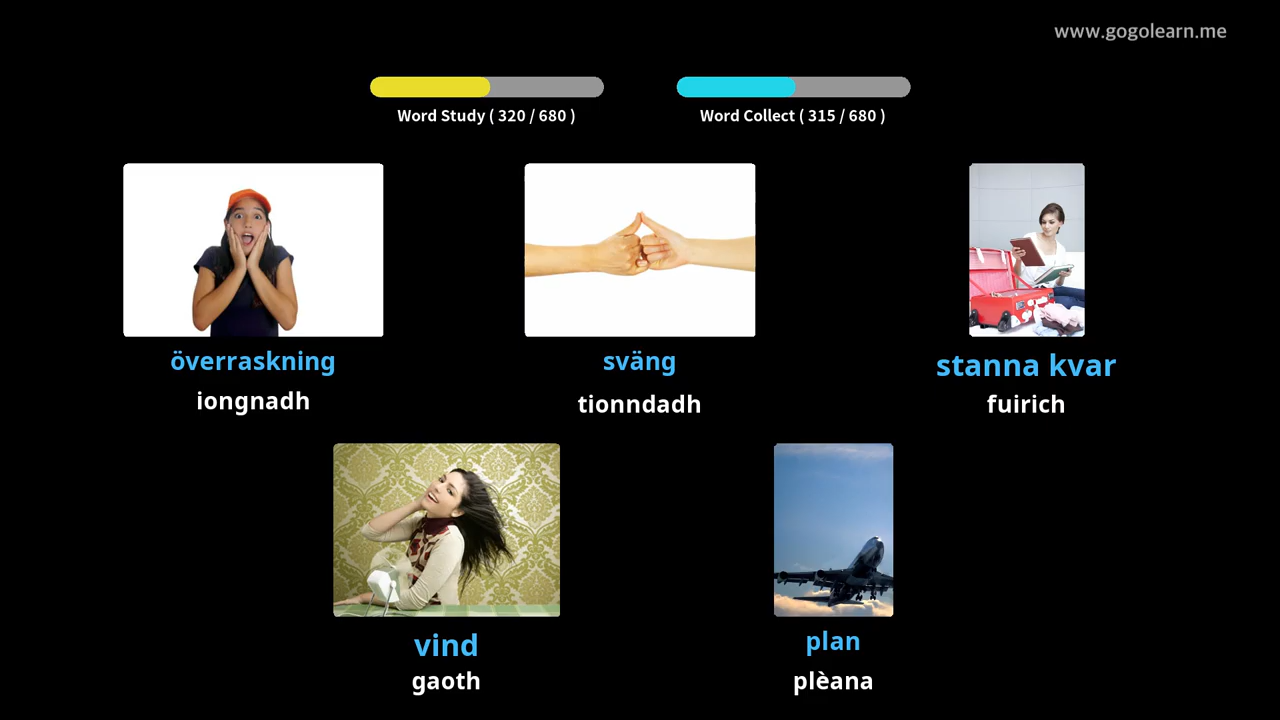 www.gogolearn.me
Word Study ( 320 / 680 )
Word Collect ( 315 / 680 )
överraskning
iongnadh
sväng
tionndadh
stanna kvar
fuirich
vind
gaoth
plan
plèana